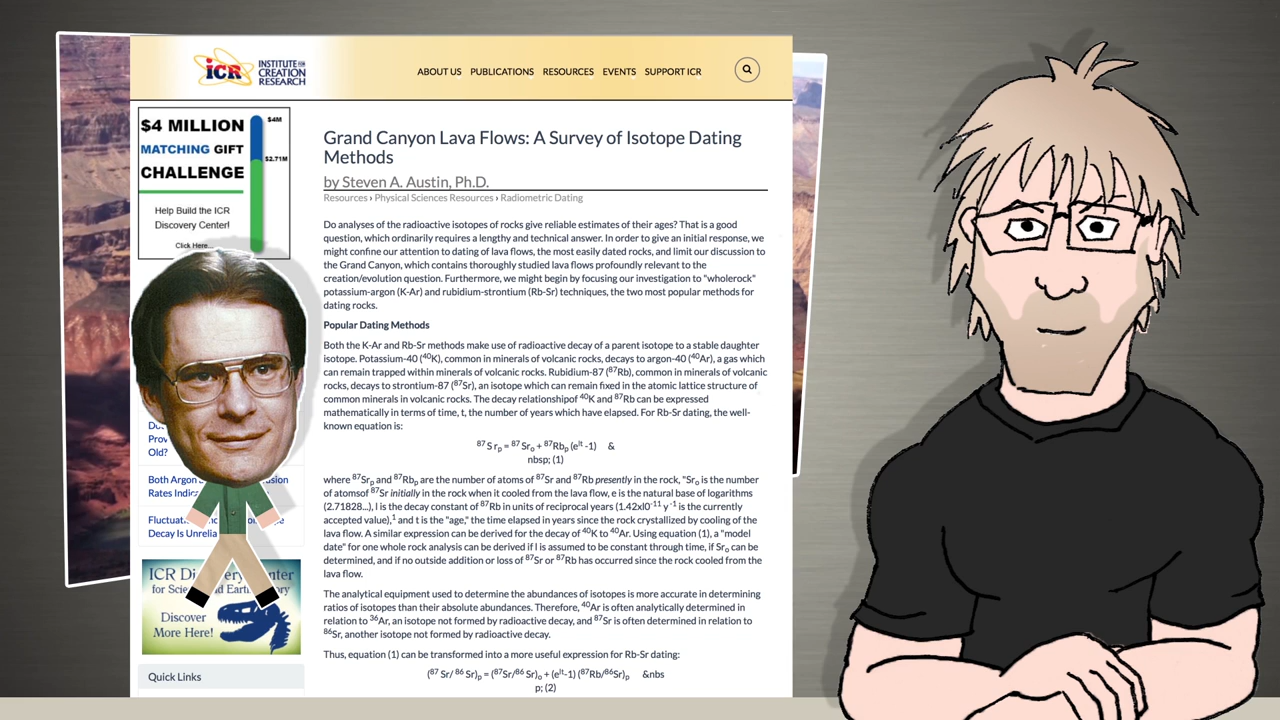 iCR
INSTITUTE FOR
CREATION
RESEARCH
ABOUT US PUBLICATIONS RESOURCES EVENTS SUPPORT ICR
$4 MILLION
MATCHING GIFT
CHALLENGE
$4M
$2.71M
Help Build the ICR
Discovery Center!
Click Here...
Grand Canyon Lava Flows: A Survey of Isotope Dating
Methods
by Steven A. Austin, Ph.D.
Resources › Physical Sciences Resources › Radiometric Dating
Do analyses of the radioactive isotopes of rocks give reliable estimates of their ages? That is a good
question, which ordinarily requires a lengthy and technical answer. In order to give an initial response, we
might confine our attention to dating of lava flows, the most easily dated rocks, and limit our discussion to
the Grand Canyon, which contains thoroughly studied lava flows profoundly relevant to the
creation/evolution question. Furthermore, we might begin by focusing our investigation to "wholerock"
potassium-argon (K-Ar) and rubidium-strontium (Rb-Sr) techniques, the two most popular methods for
dating rocks.
Popular Dating Methods
Both the K-Ar and Rb-Sr methods make use of radioactive decay of a parent isotope to a stable daughter
isotope. Potassium-40 (⁴⁰K), common in minerals of volcanic rocks, decays to argon-40 (⁴⁰Ar), a gas which
can remain trapped within minerals of volcanic rocks. Rubidium-87 (⁸⁷Rb), common in minerals of volcanic
rocks, decays to strontium-87 (⁸⁷Sr), an isotope which can remain fixed in the atomic lattice structure of
common minerals in volcanic rocks. The decay relationshipof ⁴⁰K and ⁸⁷Rb can be expressed
mathematically in terms of time, t, the number of years which have elapsed. For Rb-Sr dating, the well-
known equation is:
⁸⁷S rₚ = ⁸⁷Srₒ + ⁸⁷Rbₚ (eˡᵗ -1) &
nbsp; (1)
where ⁸⁷Srₚ and ⁸⁷Rbₚ are the number of atoms of ⁸⁷Sr and ⁸⁷Rb presently in the rock, "Srₒ is the number
of atomsof ⁸⁷Sr initially in the rock when it cooled from the lava flow, e is the natural base of logarithms
(2.71828...), l is the decay constant of ⁸⁷Rb in units of reciprocal years (1.42xl0⁻¹¹ y⁻¹ is the currently
accepted value),¹ and t is the "age," the time elapsed in years since the rock crystallized by cooling of the
lava flow. A similar expression can be derived for the decay of ⁴⁰K to ⁴⁰Ar. Using equation (1), a "model
date" for one whole rock analysis can be derived if l is assumed to be constant through time, if Srₒ can be
determined, and if no outside addition or loss of ⁸⁷Sr or ⁸⁷Rb has occurred since the rock cooled from the
lava flow.
The analytical equipment used to determine the abundances of isotopes is more accurate in determining
ratios of isotopes than their absolute abundances. Therefore, ⁴⁰Ar is often analytically determined in
relation to ³⁶Ar, an isotope not formed by radioactive decay, and ⁸⁷Sr is often determined in relation to
⁸⁶Sr, another isotope not formed by radioactive decay.
Thus, equation (1) can be transformed into a more useful expression for Rb-Sr dating:
(⁸⁷ Sr/ ⁸⁶ Sr)ₚ = (⁸⁷Sr/⁸⁶ Sr)ₒ + (eˡᵗ-1) (⁸⁷Rb/⁸⁶Sr)ₚ &nbs
p; (2)
Old?
Both Argon
Rates
Decay Is
ICR
for
Discover
More Here!
Quick Links